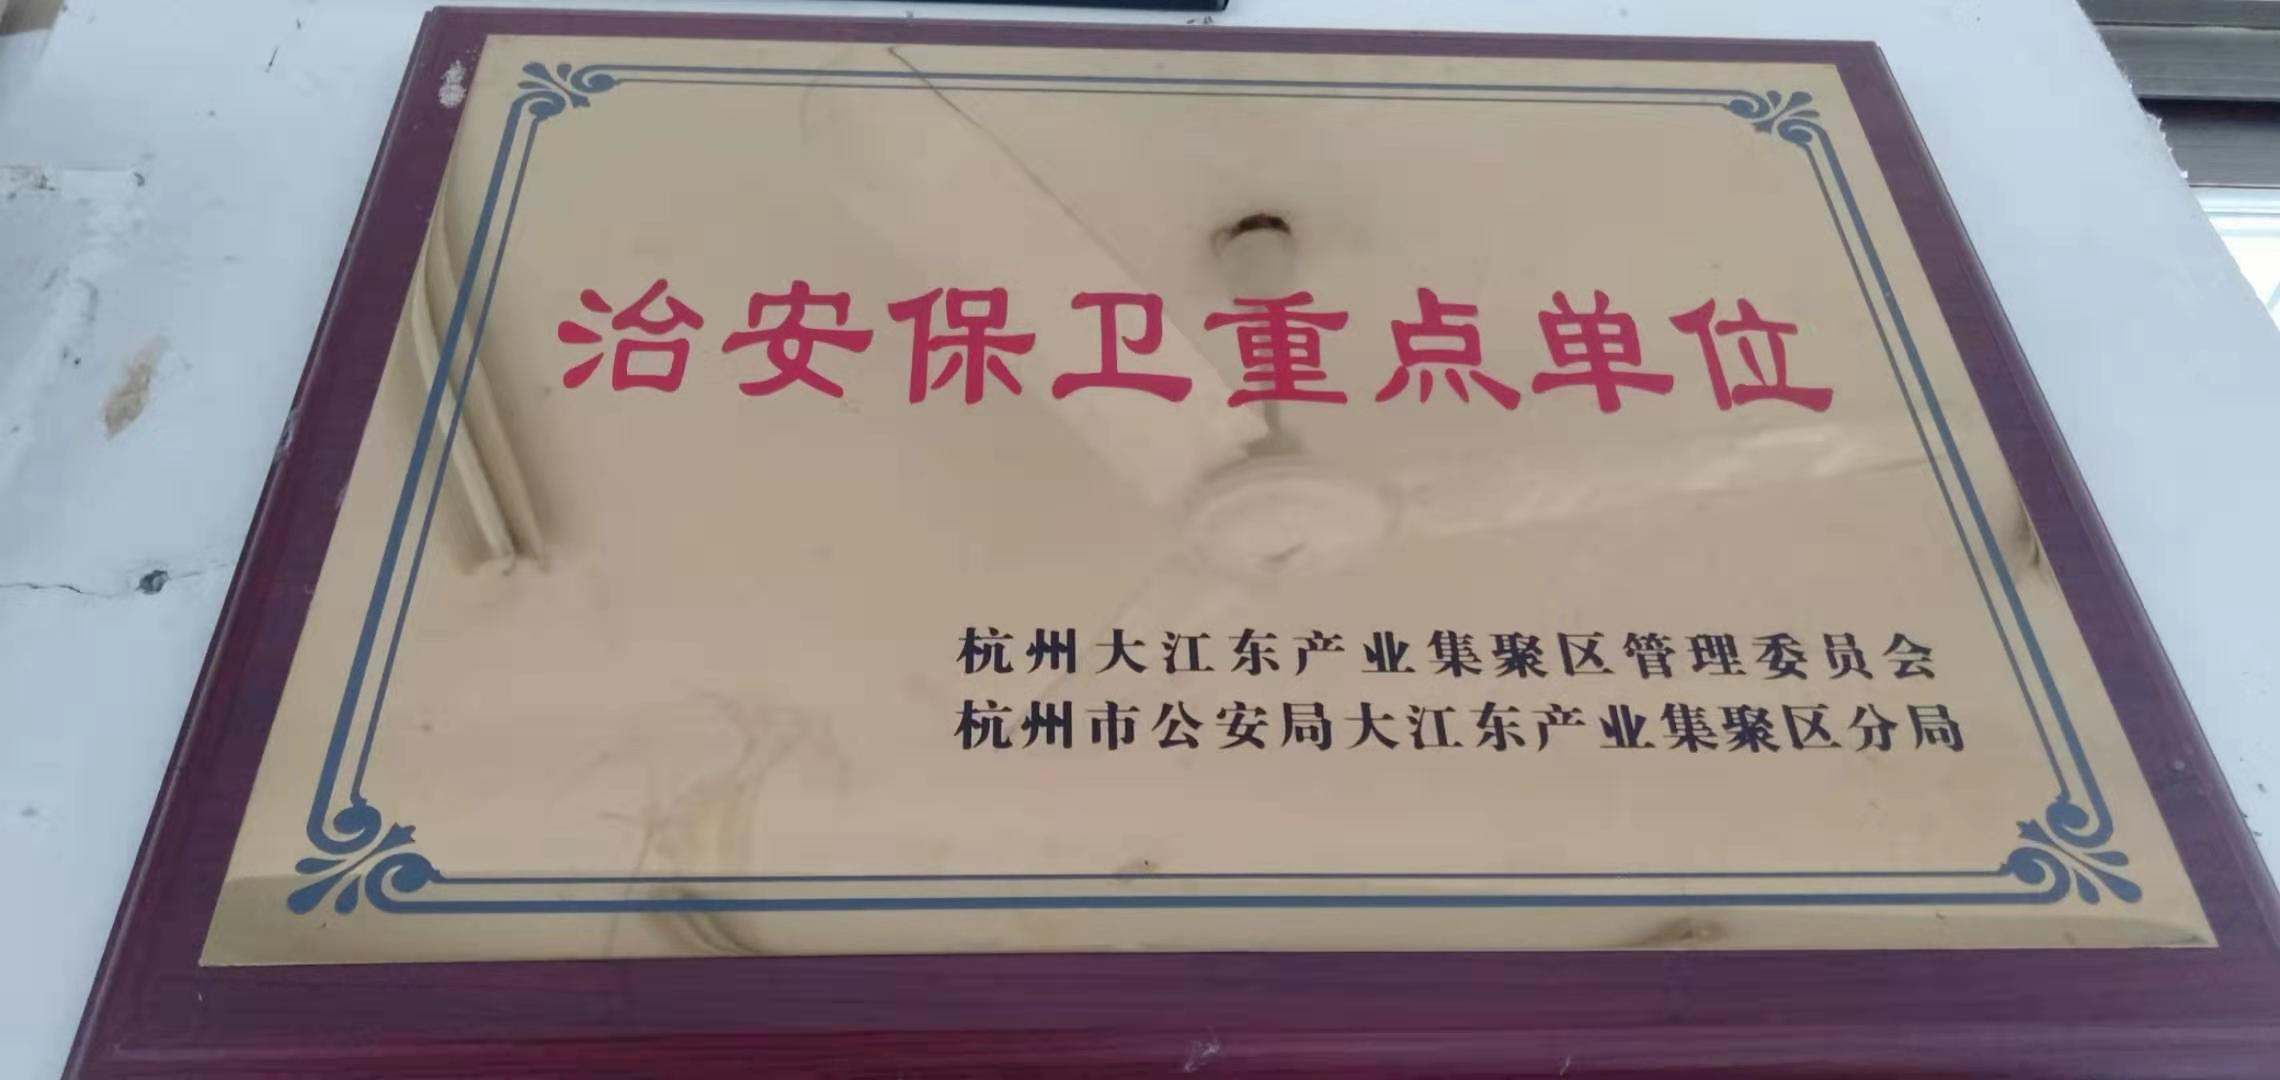 治安保卫重点单位
杭州大江东产业集聚区管理委员会
杭州市公安局大江东产业集聚区分局